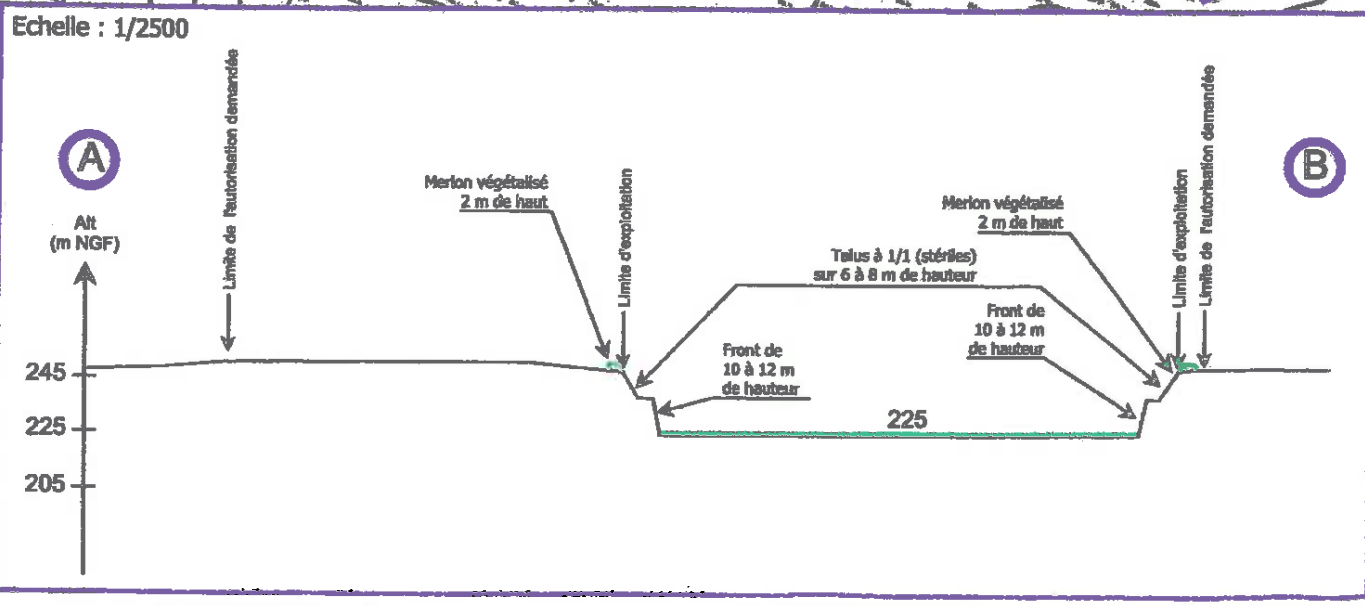 Echelle : 1/2500
A
B
Alt
(m NGF)
245
225
205
Limite de l'autorisation demandée
Merlon végétalisé
2 m de haut
Limite d'exploitation
Front de
10 à 12 m
de hauteur
Talus à 1/1 (stériles)
sur 6 à 8 m de hauteur
225
Merlon végétalisé
2 m de haut
Front de
10 à 12 m
de hauteur
Limite d'exploitation
Limite de l'autorisation demandée